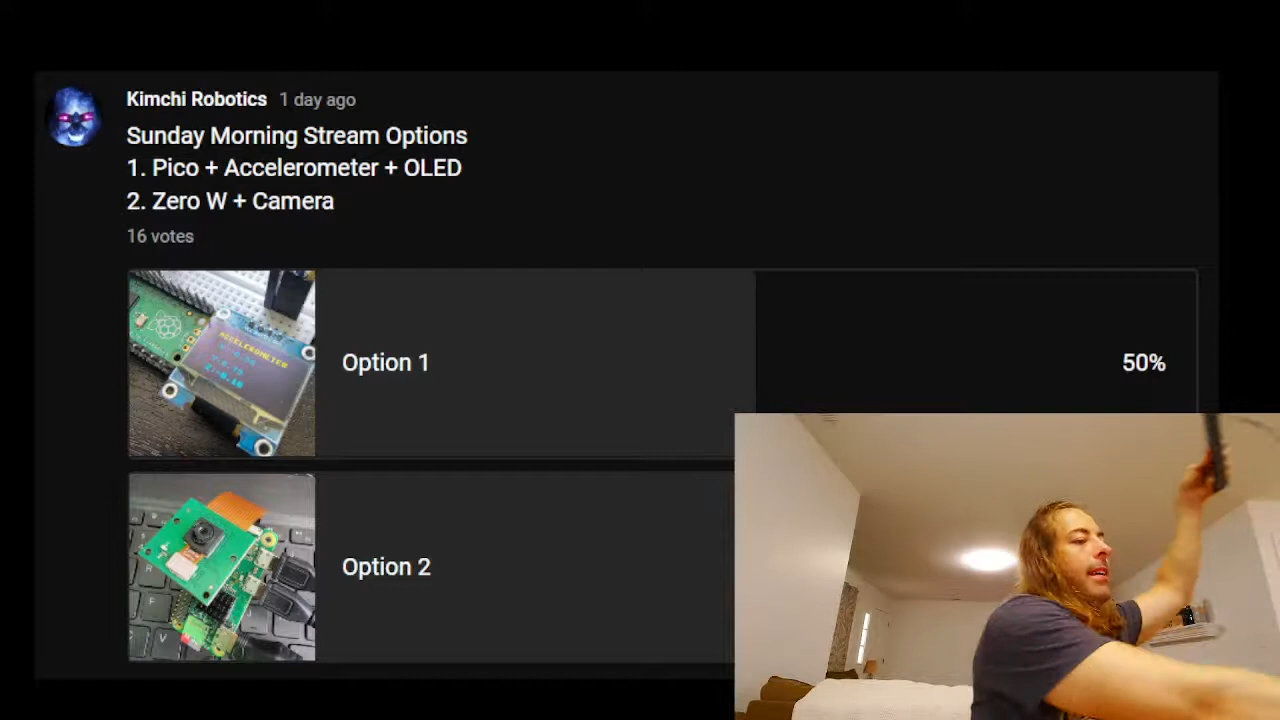 Kimchi Robotics 1 day ago
Sunday Morning Stream Options
1. Pico + Accelerometer + OLED
2. Zero W + Camera
16 votes
ACCELEROMETER
Option 1
50%
Option 2